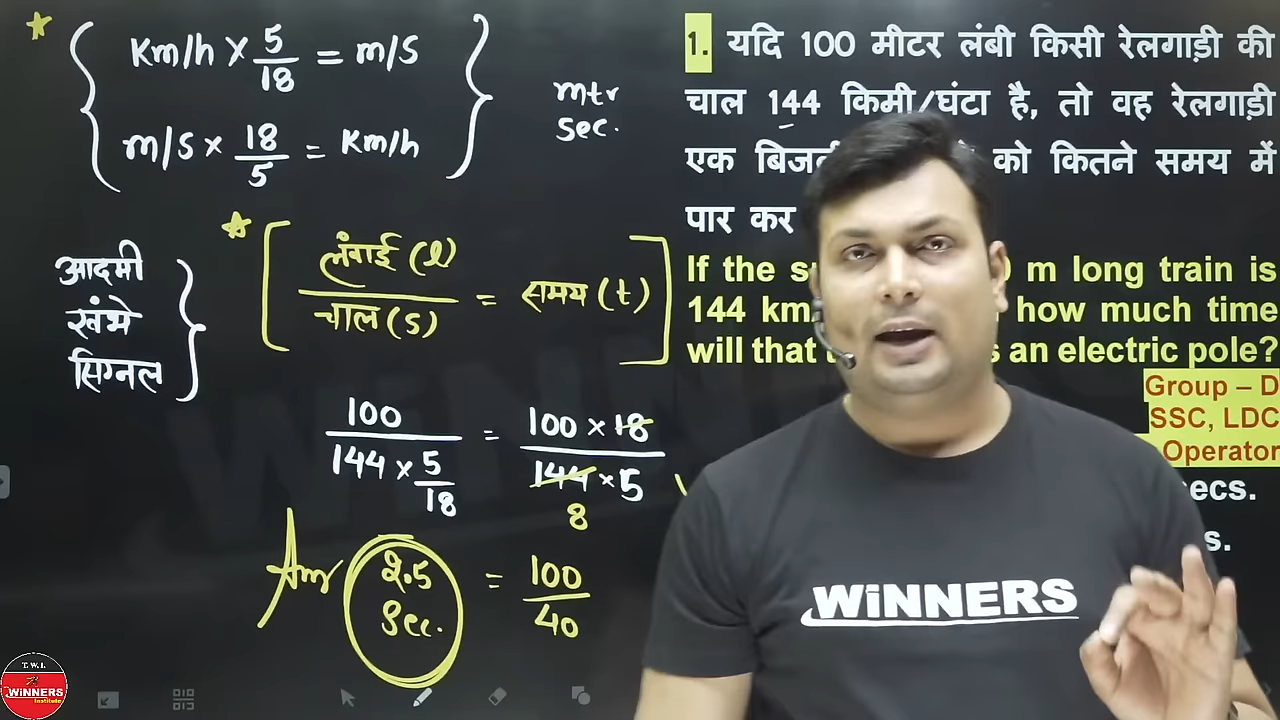 Km/h × 5/18 = m/s
m/s × 18/5 = Km/h
mtr
sec.
आदमी
खंभे
सिग्नल
लंबाई (l)
चाल (s)
= समय (t)
100 / 144 × 5/18 = 100 × 18 / 144 × 5
8
Ans 2.5 Sec. = 100/40
1. यदि 100 मीटर लंबी किसी रेलगाड़ी की
चाल 144 किमी/घंटा है, तो वह रेलगाड़ी
एक को कितने समय में
पार कर
If the m long train is
144 how much time
will that an electric pole?
Group – D
SSC, LDC
Operator
WiNNERS
T.W.I.
WINNERS
Institute